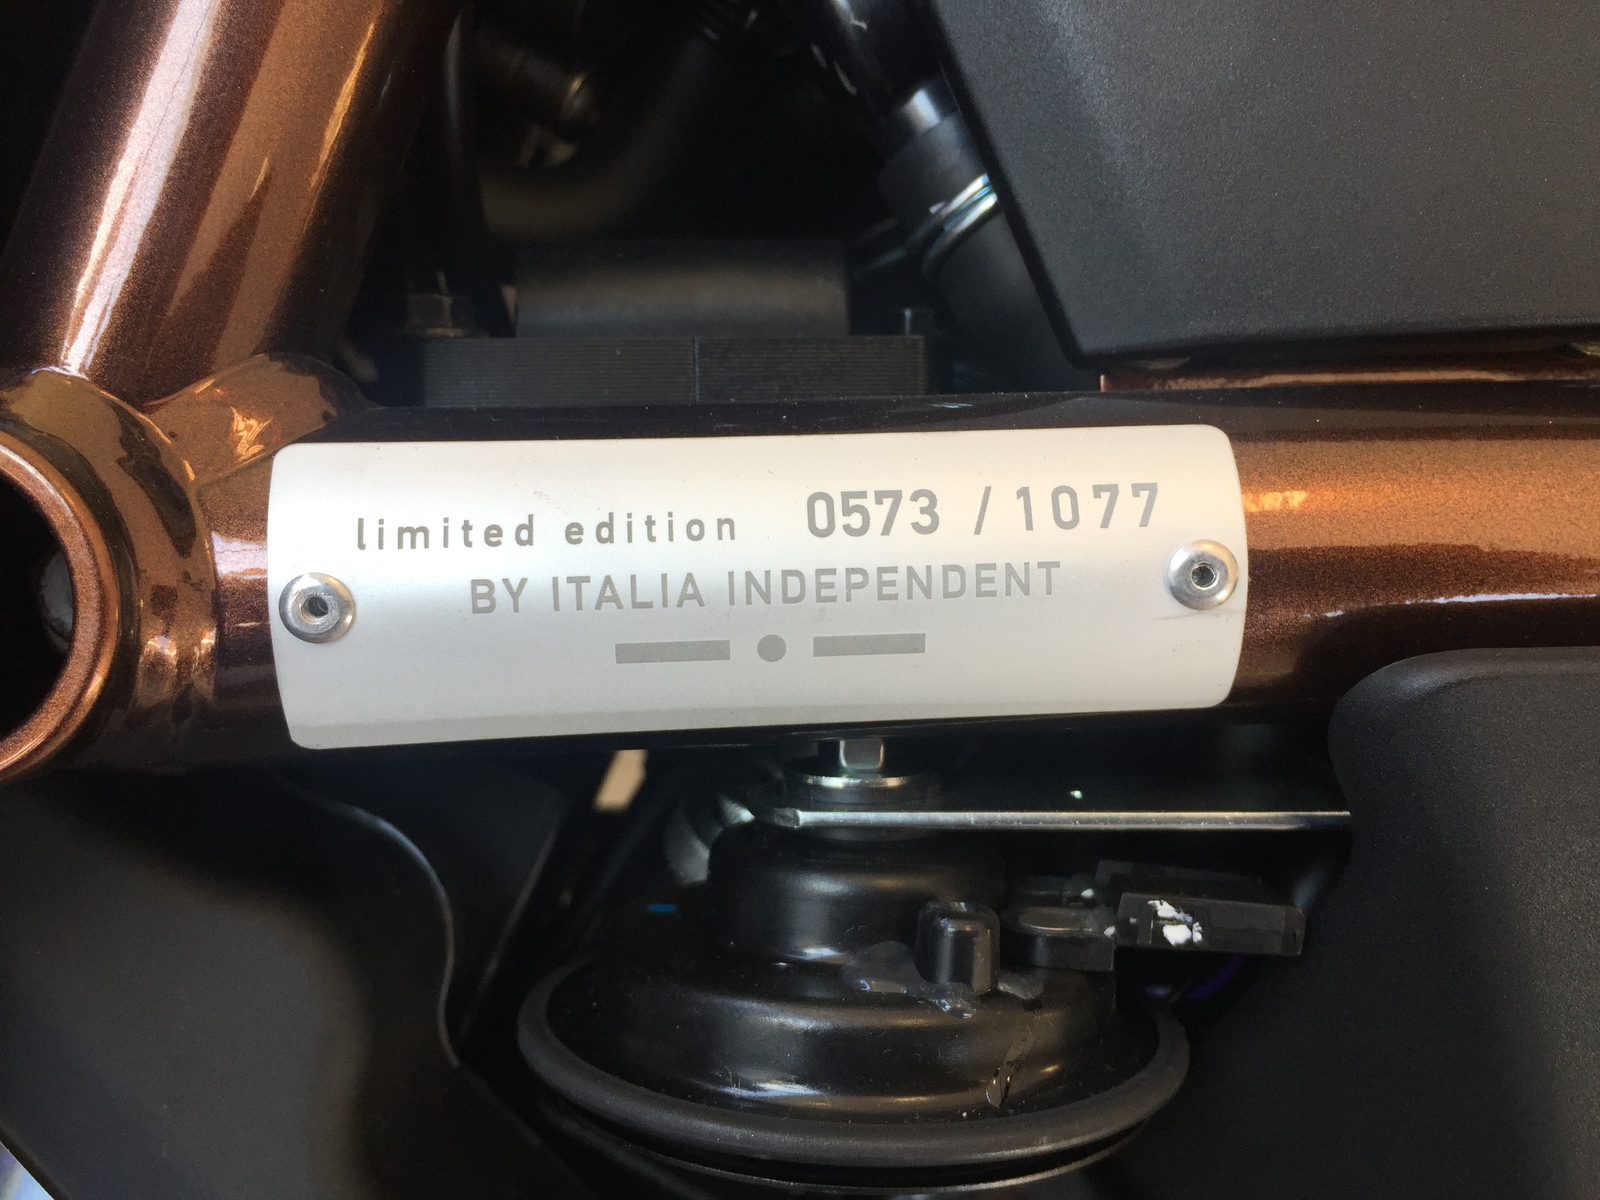 limited edition 0573 / 1077
BY ITALIA INDEPENDENT